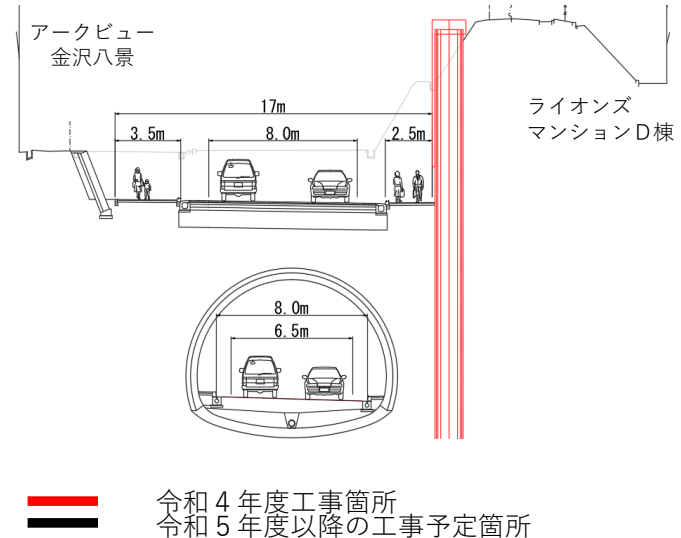 アークビュー
金沢八景
ライオンズ
マンションD棟
17m
3.5m
8.0m
2.5m
8.0m
6.5m
令和4年度工事箇所
令和5年度以降の工事予定箇所